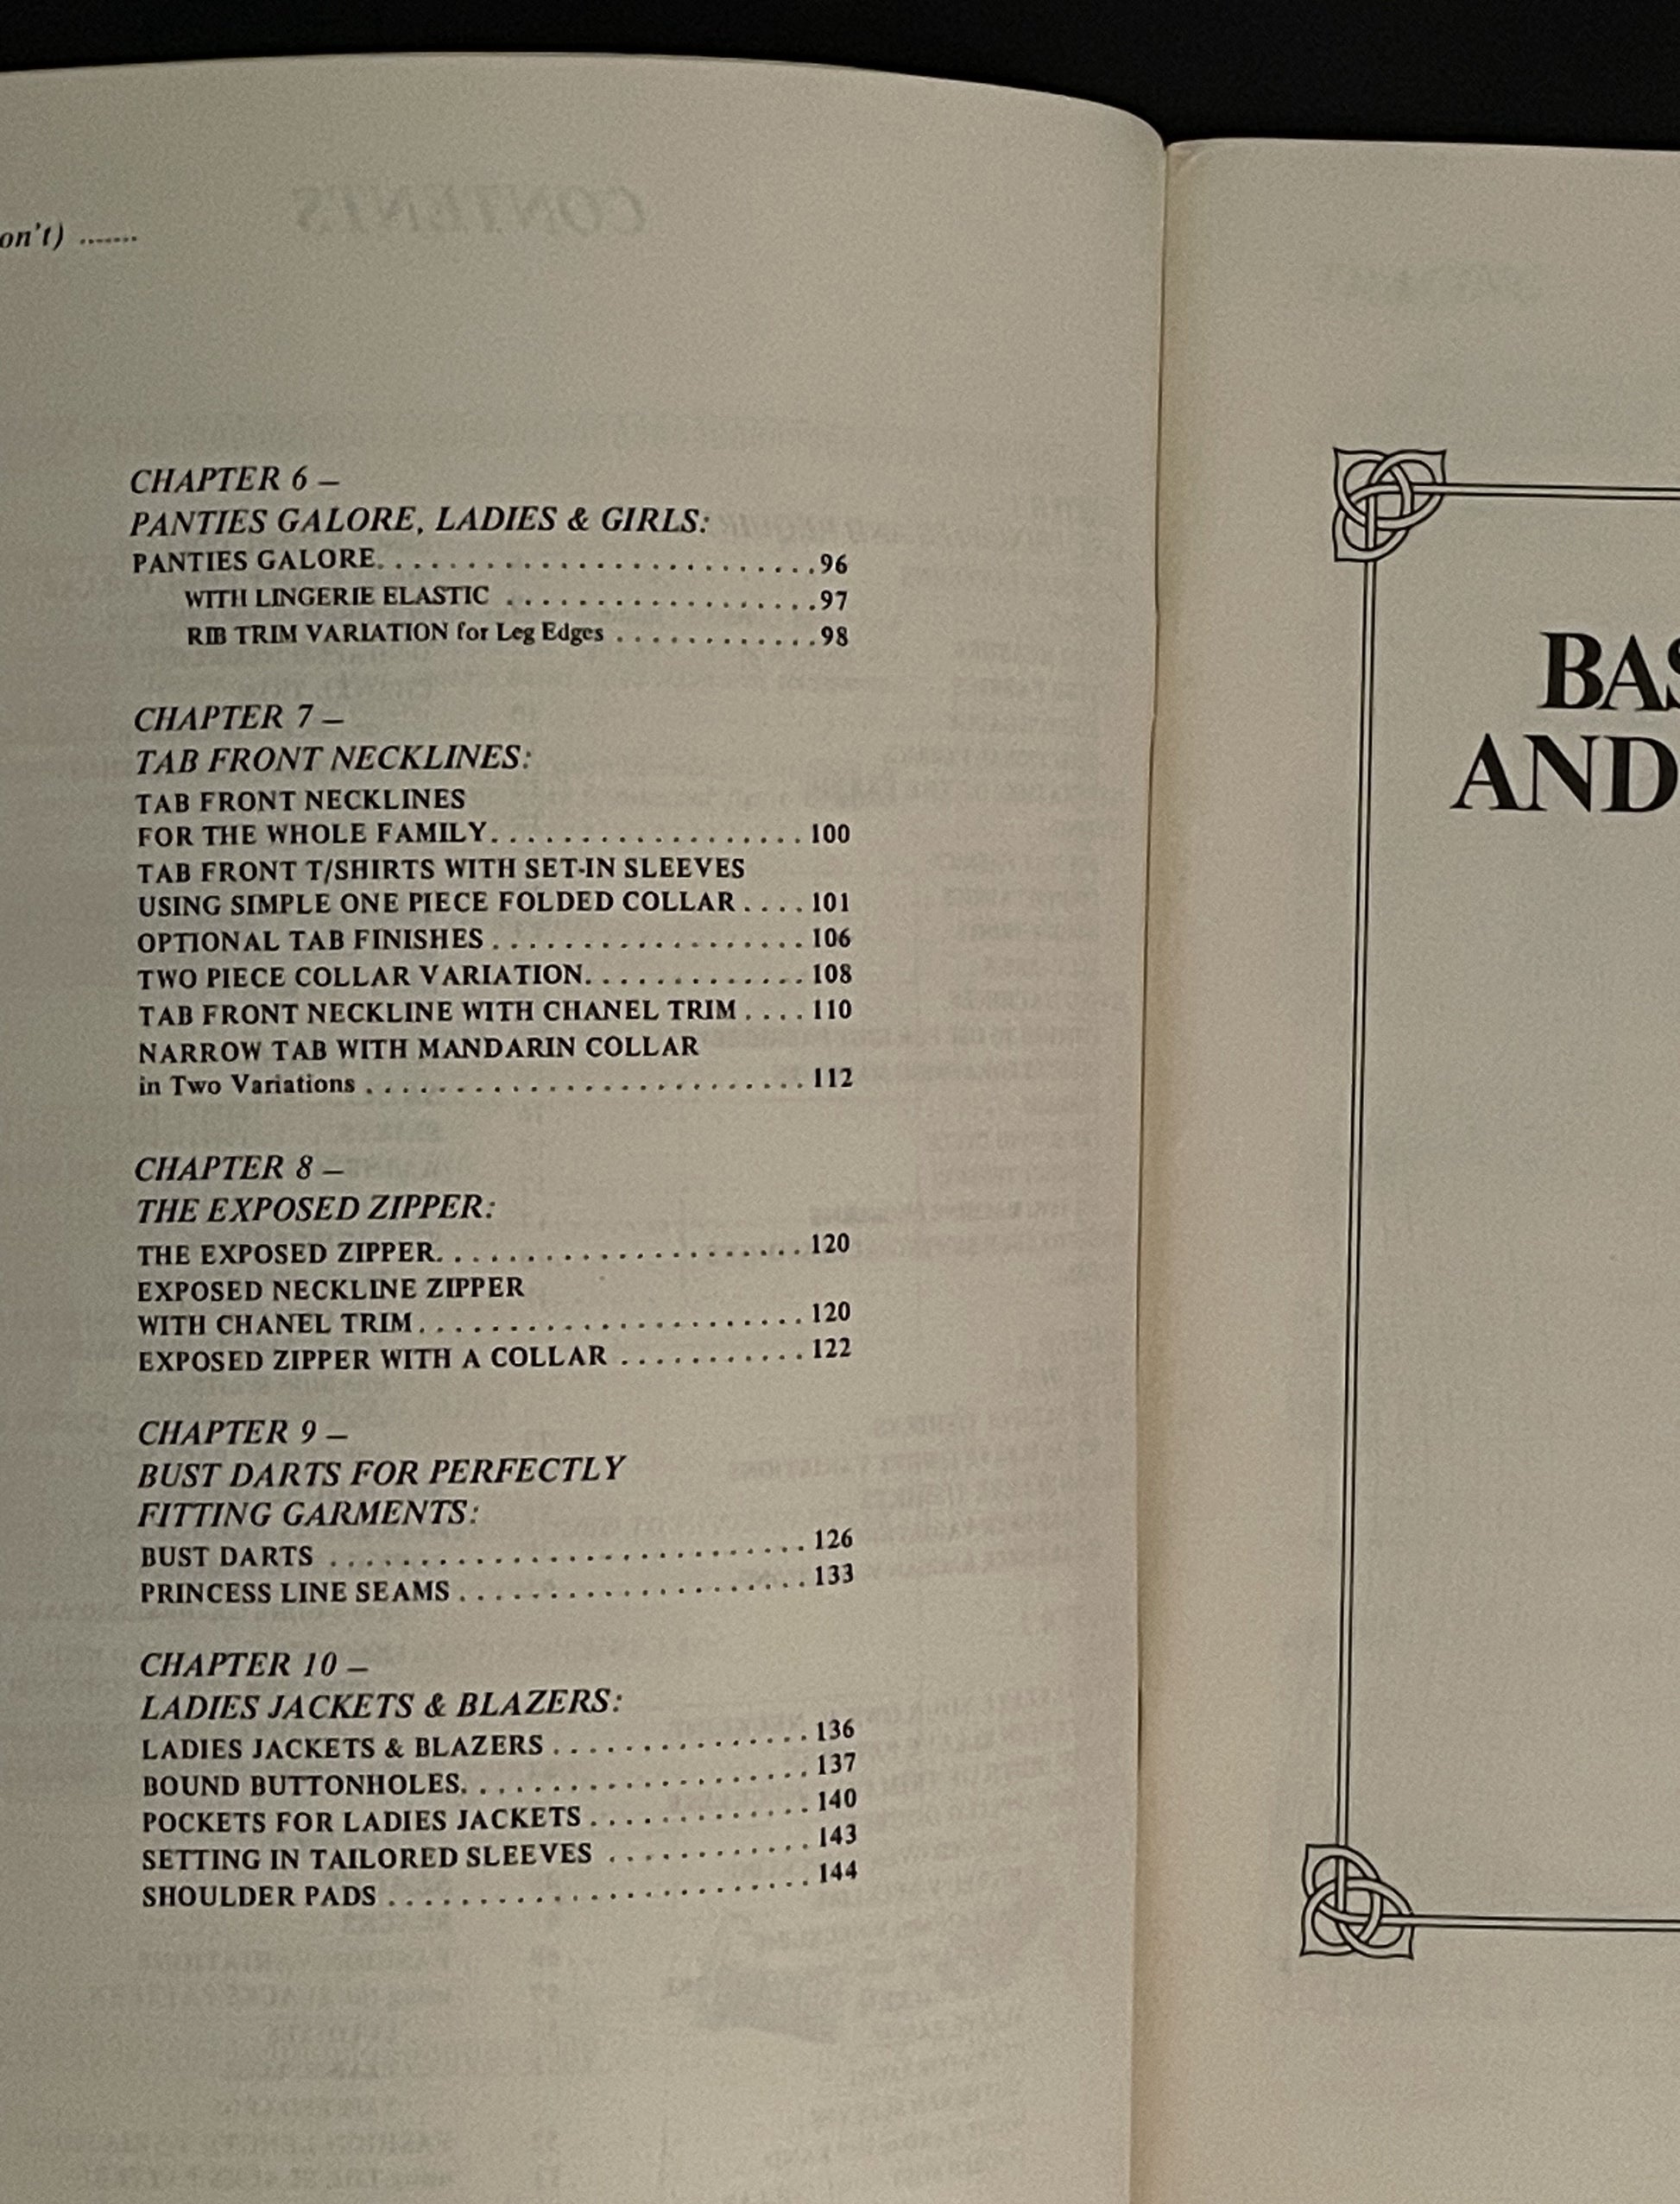 on't) .......
CHAPTER 6 –
PANTIES GALORE, LADIES & GIRLS:
PANTIES GALORE. . . . . . . . . . . . . . . . . . . . . . . . .96
WITH LINGERIE ELASTIC . . . . . . . . . . . . . . . . . .97
RIB TRIM VARIATION for Leg Edges . . . . . . . . . . . .98
CHAPTER 7 –
TAB FRONT NECKLINES:
TAB FRONT NECKLINES
FOR THE WHOLE FAMILY. . . . . . . . . . . . . . . . . . 100
TAB FRONT T/SHIRTS WITH SET-IN SLEEVES
USING SIMPLE ONE PIECE FOLDED COLLAR . . . . 101
OPTIONAL TAB FINISHES . . . . . . . . . . . . . . . . . . 106
TWO PIECE COLLAR VARIATION. . . . . . . . . . . . . 108
TAB FRONT NECKLINE WITH CHANEL TRIM . . . . 110
NARROW TAB WITH MANDARIN COLLAR
in Two Variations . . . . . . . . . . . . . . . . . . . . . . . . . 112
CHAPTER 8 –
THE EXPOSED ZIPPER:
THE EXPOSED ZIPPER. . . . . . . . . . . . . . . . . . . . . 120
EXPOSED NECKLINE ZIPPER
WITH CHANEL TRIM . . . . . . . . . . . . . . . . . . . . . . 120
EXPOSED ZIPPER WITH A COLLAR . . . . . . . . . . . 122
CHAPTER 9 –
BUST DARTS FOR PERFECTLY
FITTING GARMENTS:
BUST DARTS . . . . . . . . . . . . . . . . . . . . . . . . . . . 126
PRINCESS LINE SEAMS . . . . . . . . . . . . . . . . . . . . 133
CHAPTER 10 –
LADIES JACKETS & BLAZERS:
LADIES JACKETS & BLAZERS . . . . . . . . . . . . . . . 136
BOUND BUTTONHOLES. . . . . . . . . . . . . . . . . . . . 137
POCKETS FOR LADIES JACKETS . . . . . . . . . . . . . 140
SETTING IN TAILORED SLEEVES . . . . . . . . . . . . 143
SHOULDER PADS . . . . . . . . . . . . . . . . . . . . . . . . 144
BAS
AND